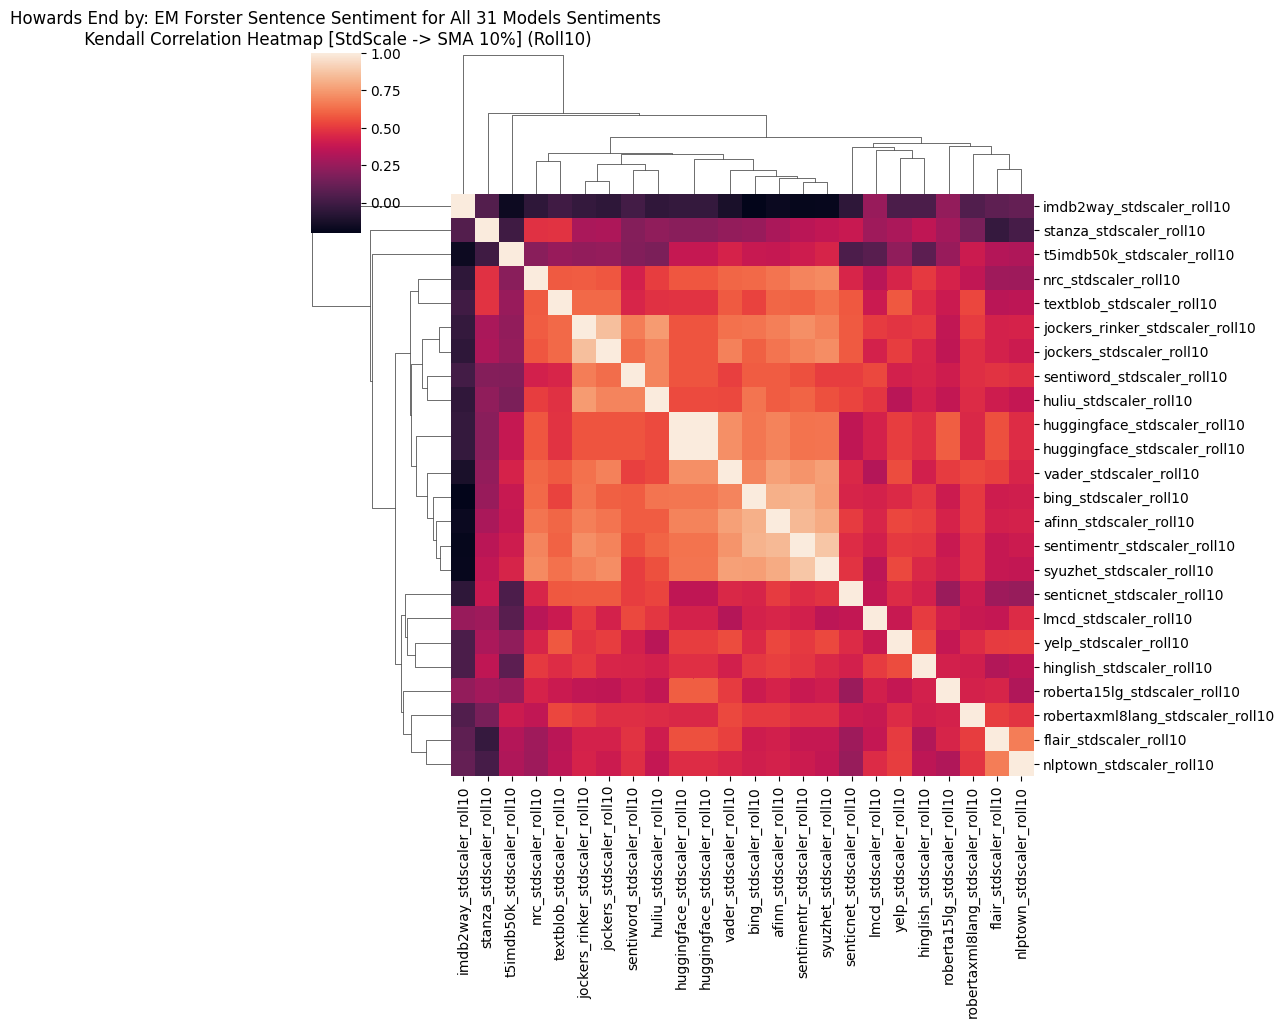 Howards End by: EM Forster Sentence Sentiment for All 31 Models Sentiments
Kendall Correlation Heatmap [StdScale -> SMA 10%] (Roll10)
1.00
0.75
0.50
0.25
0.00
imdb2way_stdscaler_roll10
stanza_stdscaler_roll10
t5imdb50k_stdscaler_roll10
nrc_stdscaler_roll10
textblob_stdscaler_roll10
jockers_rinker_stdscaler_roll10
jockers_stdscaler_roll10
sentiword_stdscaler_roll10
huliu_stdscaler_roll10
huggingface_stdscaler_roll10
huggingface_stdscaler_roll10
vader_stdscaler_roll10
bing_stdscaler_roll10
afinn_stdscaler_roll10
sentimentr_stdscaler_roll10
syuzhet_stdscaler_roll10
senticnet_stdscaler_roll10
lmcd_stdscaler_roll10
yelp_stdscaler_roll10
hinglish_stdscaler_roll10
roberta15lg_stdscaler_roll10
robertaxml8lang_stdscaler_roll10
flair_stdscaler_roll10
nlptown_stdscaler_roll10
imdb2way_stdscaler_roll10
stanza_stdscaler_roll10
t5imdb50k_stdscaler_roll10
nrc_stdscaler_roll10
textblob_stdscaler_roll10
jockers_rinker_stdscaler_roll10
jockers_stdscaler_roll10
sentiword_stdscaler_roll10
huliu_stdscaler_roll10
huggingface_stdscaler_roll10
huggingface_stdscaler_roll10
vader_stdscaler_roll10
bing_stdscaler_roll10
afinn_stdscaler_roll10
sentimentr_stdscaler_roll10
syuzhet_stdscaler_roll10
senticnet_stdscaler_roll10
lmcd_stdscaler_roll10
yelp_stdscaler_roll10
hinglish_stdscaler_roll10
roberta15lg_stdscaler_roll10
robertaxml8lang_stdscaler_roll10
flair_stdscaler_roll10
nlptown_stdscaler_roll10